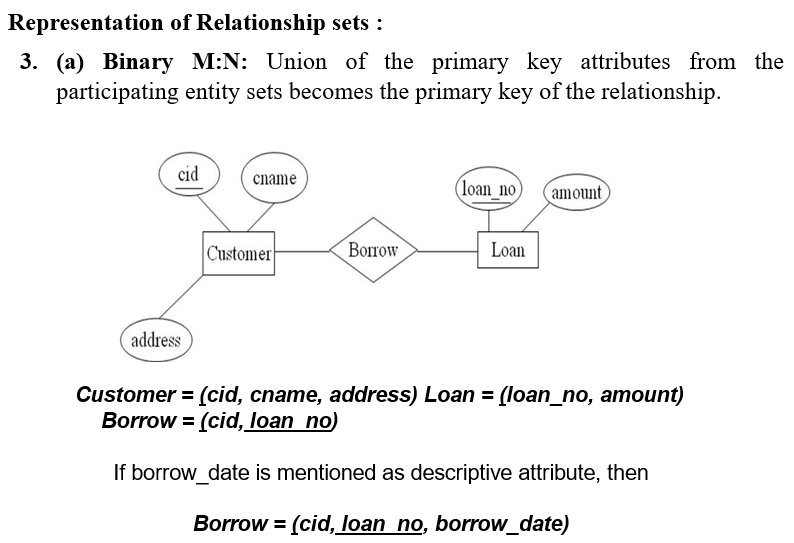 Representation of Relationship sets :
3. (a) Binary M:N: Union of the primary key attributes from the
participating entity sets becomes the primary key of the relationship.
cid
cname
loan_no
amount
Customer
Borrow
Loan
address
Customer = (cid, cname, address) Loan = (loan_no, amount)
Borrow = (cid, loan_no)
If borrow_date is mentioned as descriptive attribute, then
Borrow = (cid, loan_no, borrow_date)